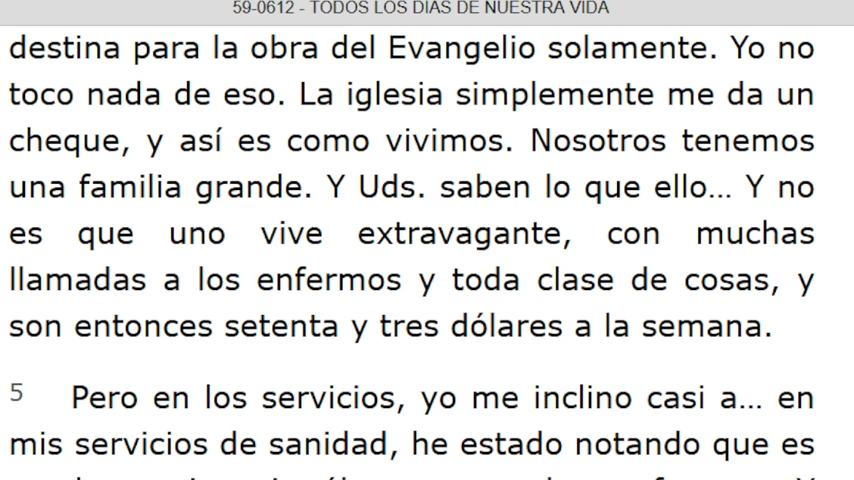 59-0612 - TODOS LOS DIAS DE NUESTRA VIDA
destina para la obra del Evangelio solamente. Yo no
toco nada de eso. La iglesia simplemente me da un
cheque, y así es como vivimos. Nosotros tenemos
una familia grande. Y Uds. saben lo que ello... Y no
es que uno vive extravagante, con muchas
llamadas a los enfermos y toda clase de cosas, y
son entonces setenta y tres dólares a la semana.
5 Pero en los servicios, yo me inclino casi a... en
mis servicios de sanidad, he estado notando que es